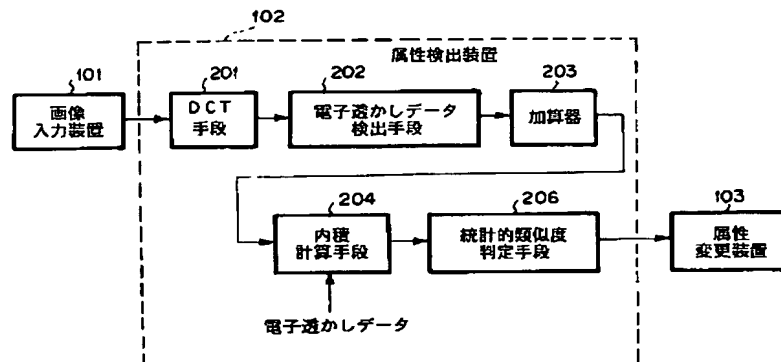 102
属性検出装置
101
画像
入力装置
201
DCT
手段
202
電子透かしデータ
検出手段
203
加算器
204
内積
計算手段
206
統計的類似度
判定手段
103
属性
変更装置
電子透かしデータ